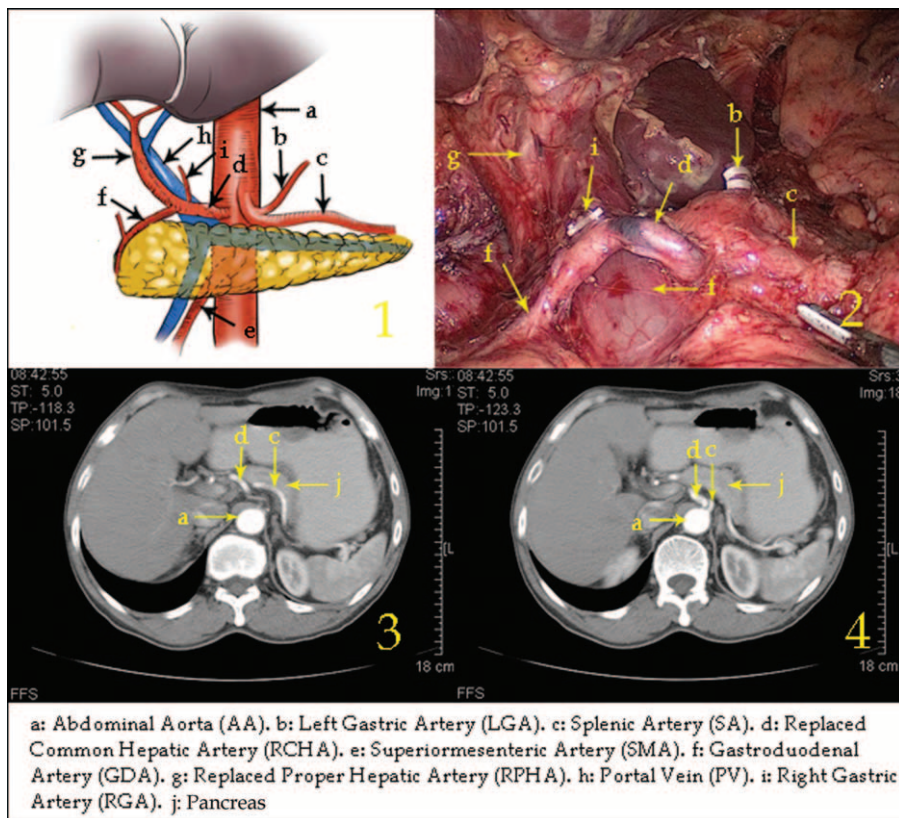 a
b
c
h
i
d
g
f
e
1
b
i
d
g
c
f
f
2
08:42:55
ST: 5.0
TP:-118.3
SP:101.5
Srs:
Img:1
d
c
j
a
3
[L
18 cm
FFS
08:42:55
ST: 5.0
TP:-123.3
SP:101.5
Srs:3
Img:18
d
c
j
a
4
[L
18 cm
FFS
a: Abdominal Aorta (AA). b: Left Gastric Artery (LGA). c: Splenic Artery (SA). d: Replaced
Common Hepatic Artery (RCHA). e: Superiormesenteric Artery (SMA). f: Gastroduodenal
Artery (GDA). g: Replaced Proper Hepatic Artery (RPHA). h: Portal Vein (PV). i: Right Gastric
Artery (RGA). j: Pancreas